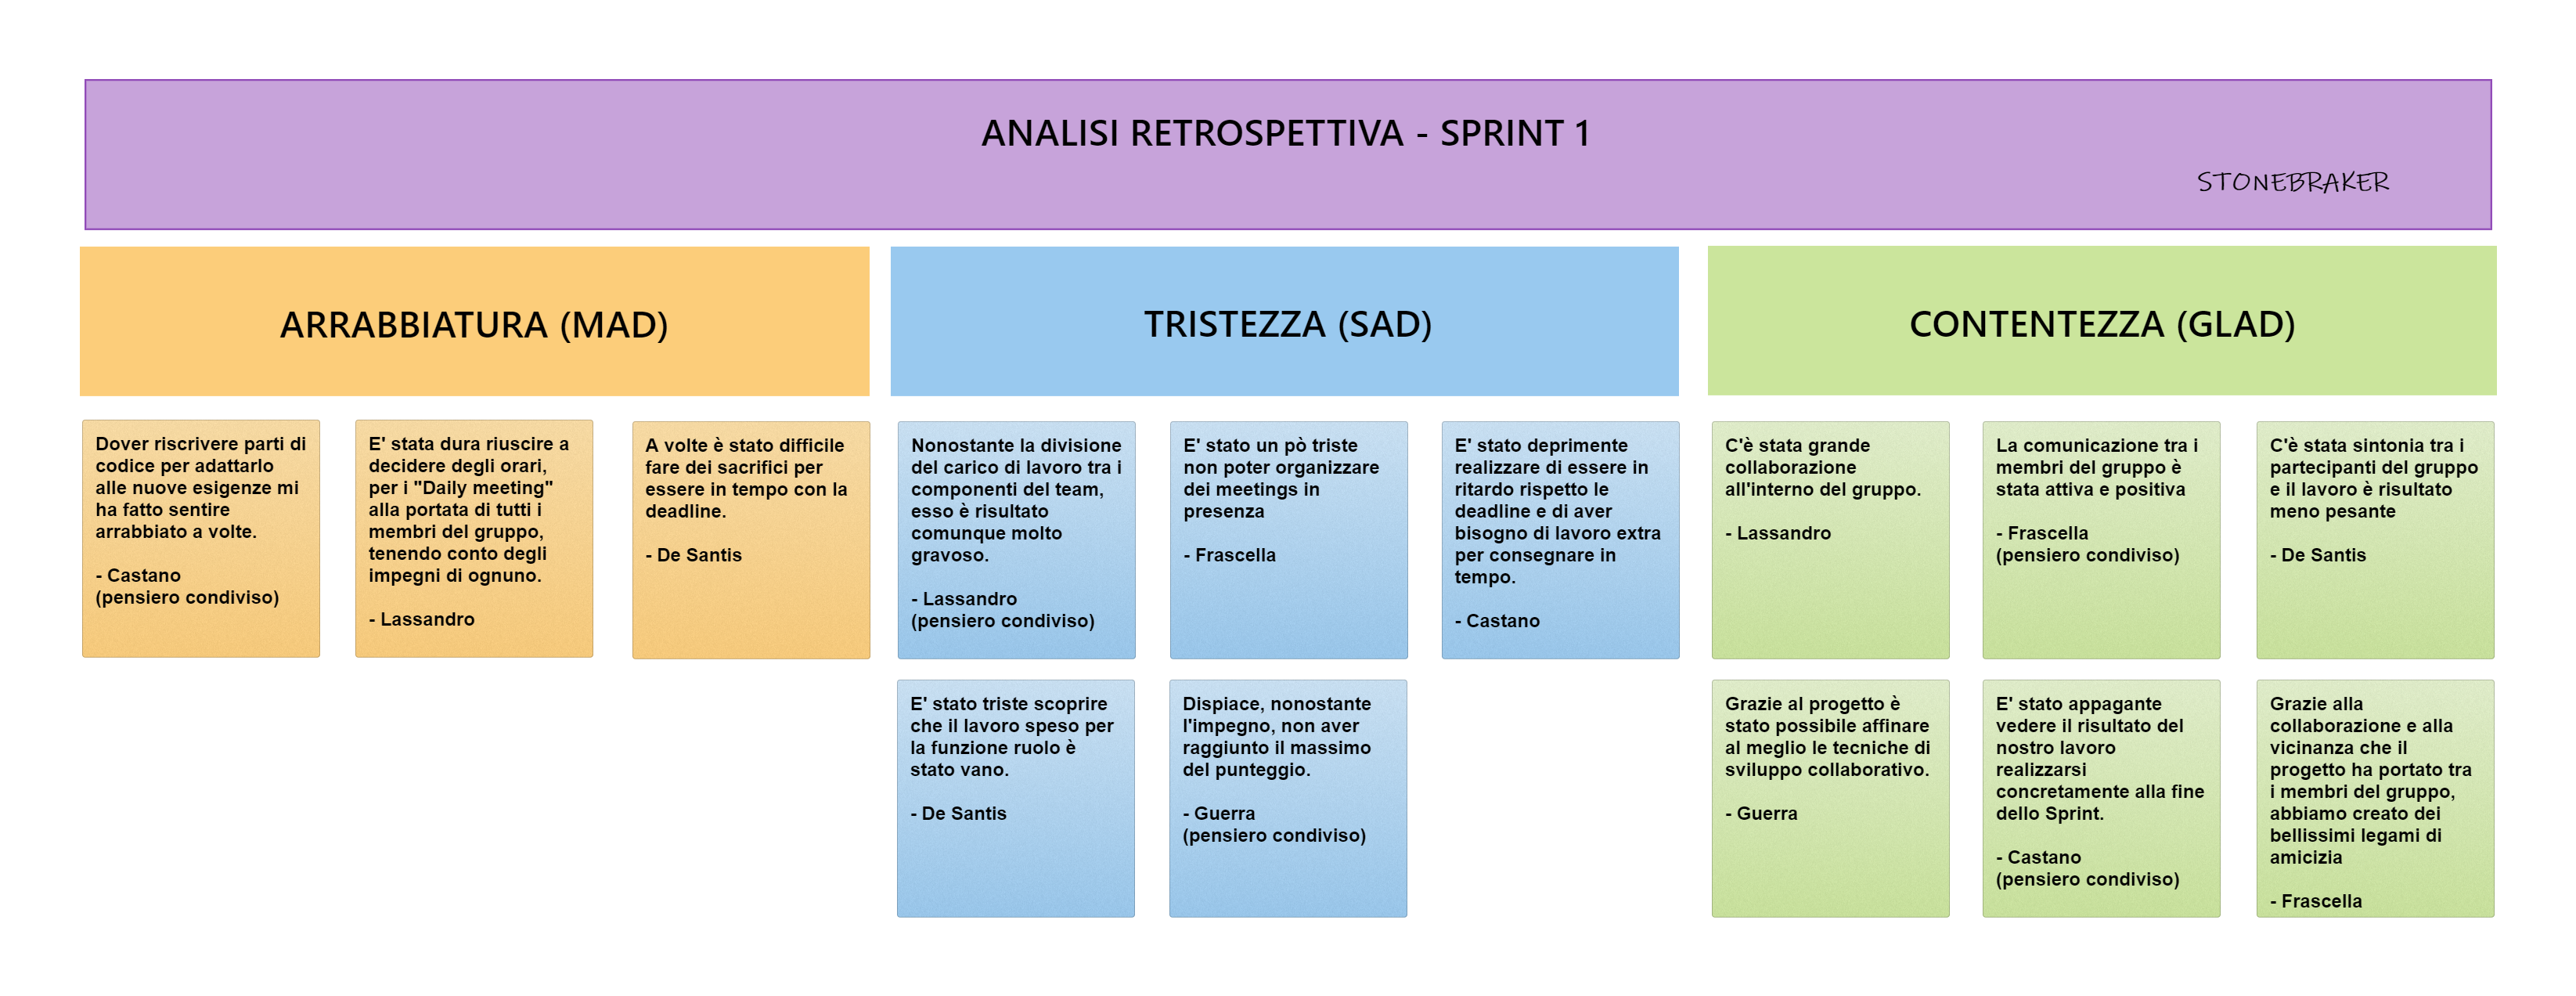 ANALISI RETROSPETTIVA - SPRINT 1
STONEBRAKER
ARRABBIATURA (MAD)
Dover riscrivere parti di
codice per adattarlo
alle nuove esigenze mi
ha fatto sentire
arrabbiato a volte.
- Castano
(pensiero condiviso)
E' stata dura riuscire a
decidere degli orari,
per i "Daily meeting"
alla portata di tutti i
membri del gruppo,
tenendo conto degli
impegni di ognuno.
- Lassandro
A volte è stato difficile
fare dei sacrifici per
essere in tempo con la
deadline.
- De Santis
TRISTEZZA (SAD)
Nonostante la divisione
del carico di lavoro tra i
componenti del team,
esso è risultato
comunque molto
gravoso.
- Lassandro
(pensiero condiviso)
E' stato un pò triste
non poter organizzare
dei meetings in
presenza
- Frascella
E' stato deprimente
realizzare di essere in
ritardo rispetto le
deadline e di aver
bisogno di lavoro extra
per consegnare in
tempo.
- Castano
E' stato triste scoprire
che il lavoro speso per
la funzione ruolo è
stato vano.
- De Santis
Dispiace, nonostante
l'impegno, non aver
raggiunto il massimo
del punteggio.
- Guerra
(pensiero condiviso)
CONTENTEZZA (GLAD)
C'è stata grande
collaborazione
all'interno del gruppo.
- Lassandro
La comunicazione tra i
membri del gruppo è
stata attiva e positiva
- Frascella
(pensiero condiviso)
C'è stata sintonia tra i
partecipanti del gruppo
e il lavoro è risultato
meno pesante
- De Santis
Grazie al progetto è
stato possibile affinare
al meglio le tecniche di
sviluppo collaborativo.
- Guerra
E' stato appagante
vedere il risultato del
nostro lavoro
realizzarsi
concretamente alla fine
dello Sprint.
- Castano
(pensiero condiviso)
Grazie alla
collaborazione e alla
vicinanza che il
progetto ha portato tra
i membri del gruppo,
abbiamo creato dei
bellissimi legami di
amicizia
- Frascella